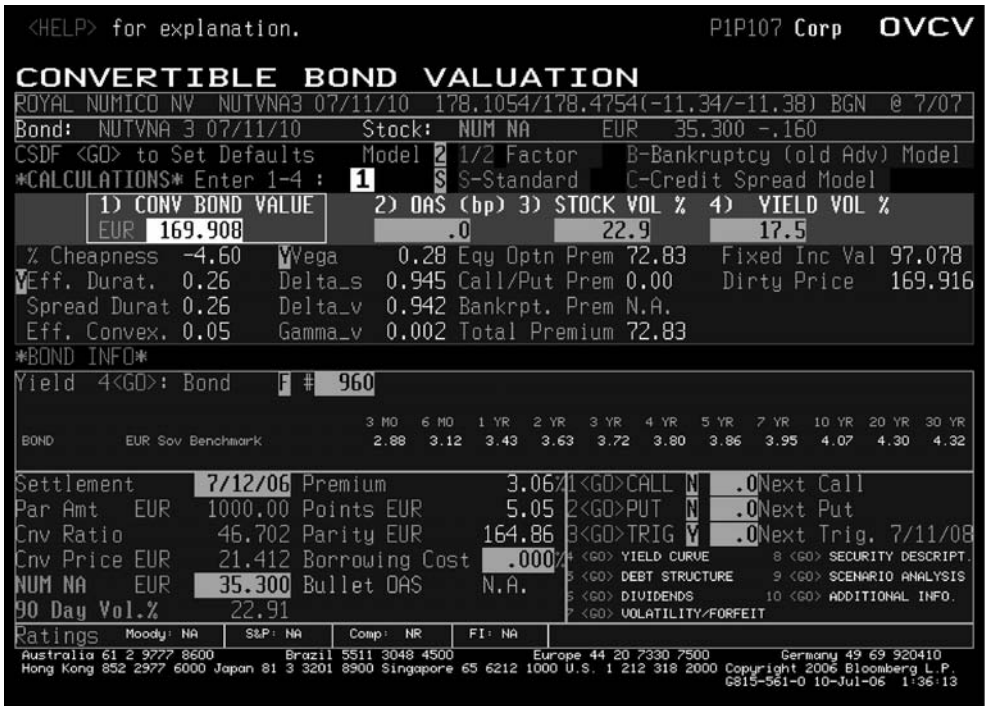 <HELP> for explanation. P1P107 Corp OVCV
CONVERTIBLE BOND VALUATION
ROYAL NUMICO NV NUTVNA3 07/11/10 178.1054/178.4754(-11.34/-11.38) BGN @ 7/07
Bond: NUTVNA 3 07/11/10 Stock: NUM NA EUR 35.300 -.160
CSDF <GO> to Set Defaults Model 2 1/2 Factor B-Bankruptcy (old Adv) Model
*CALCULATIONS* Enter 1-4 : 1 S S-Standard C-Credit Spread Model
1) CONV BOND VALUE 2) OAS (bp) 3) STOCK VOL % 4) YIELD VOL %
EUR 169.908 .0 22.9 17.5
% Cheapness -4.60 Y Vega 0.28 Eqy Optn Prem 72.83 Fixed Inc Val 97.078
Y Eff. Durat. 0.26 Delta_s 0.945 Call/Put Prem 0.00 Dirty Price 169.916
Spread Durat 0.26 Delta_v 0.942 Bankrpt. Prem N.A.
Eff. Convex. 0.05 Gamma_v 0.002 Total Premium 72.83
*BOND INFO*
Yield 4<GO>: Bond F # 960
3 MO 6 MO 1 YR 2 YR 3 YR 4 YR 5 YR 7 YR 10 YR 20 YR 30 YR
BOND EUR Sov Benchmark 2.88 3.12 3.43 3.63 3.72 3.80 3.86 3.95 4.07 4.30 4.32
Settlement 7/12/06 Premium 3.06% 1<GO>CALL N .0 Next Call
Par Amt EUR 1000.00 Points EUR 5.05 2<GO>PUT N .0 Next Put
Cnv Ratio 46.702 Parity EUR 164.86 3<GO>TRIG Y .0 Next Trig. 7/11/08
Cnv Price EUR 21.412 Borrowing Cost .000% 4 <GO> YIELD CURVE 8 <GO> SECURITY DESCRIPT.
NUM NA EUR 35.300 Bullet OAS N.A. 5 <GO> DEBT STRUCTURE 9 <GO> SCENARIO ANALYSIS
6 <GO> DIVIDENDS 10 <GO> ADDITIONAL INFO.
90 Day Vol.% 22.91 7 <GO> VOLATILITY/FORFEIT
Ratings Moody: NA S&P: NA Comp: NR FI: NA
Australia 61 2 9777 8600 Brazil 5511 3048 4500 Europe 44 20 7330 7500 Germany 49 69 920410
Hong Kong 852 2977 6000 Japan 81 3 3201 8900 Singapore 65 6212 1000 U.S. 1 212 318 2000 Copyright 2006 Bloomberg L.P.
G815-561-0 10-Jul-06 1:36:13